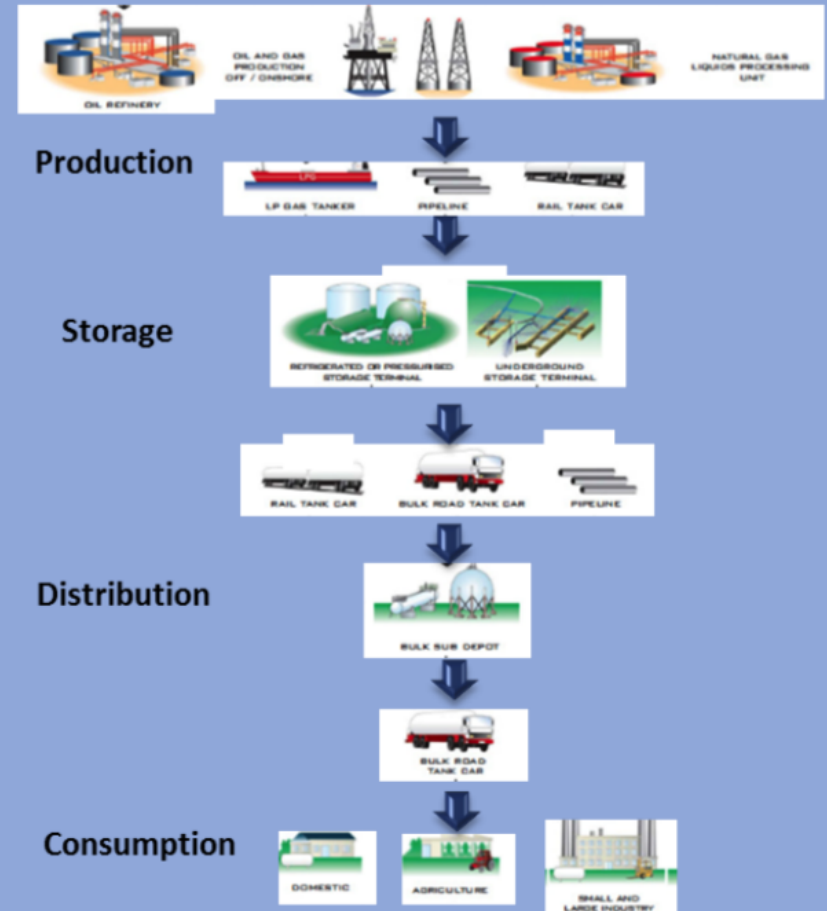 OIL REFINERY
OIL AND GAS
PRODUCTION
OFF / ONSHORE
NATURAL GAS
LIQUIDS PROCESSING
UNIT
Production
LPG
LP GAS TANKER
PIPELINE
RAIL TANK CAR
Storage
REFRIGERATED OR PRESSURISED
STORAGE TERMINAL
UNDERGROUND
STORAGE TERMINAL
RAIL TANK CAR
BULK ROAD TANK CAR
PIPELINE
Distribution
BULK SUB DEPOT
BULK ROAD
TANK CAR
Consumption
DOMESTIC
AGRICULTURE
SMALL AND
LARGE INDUSTRY